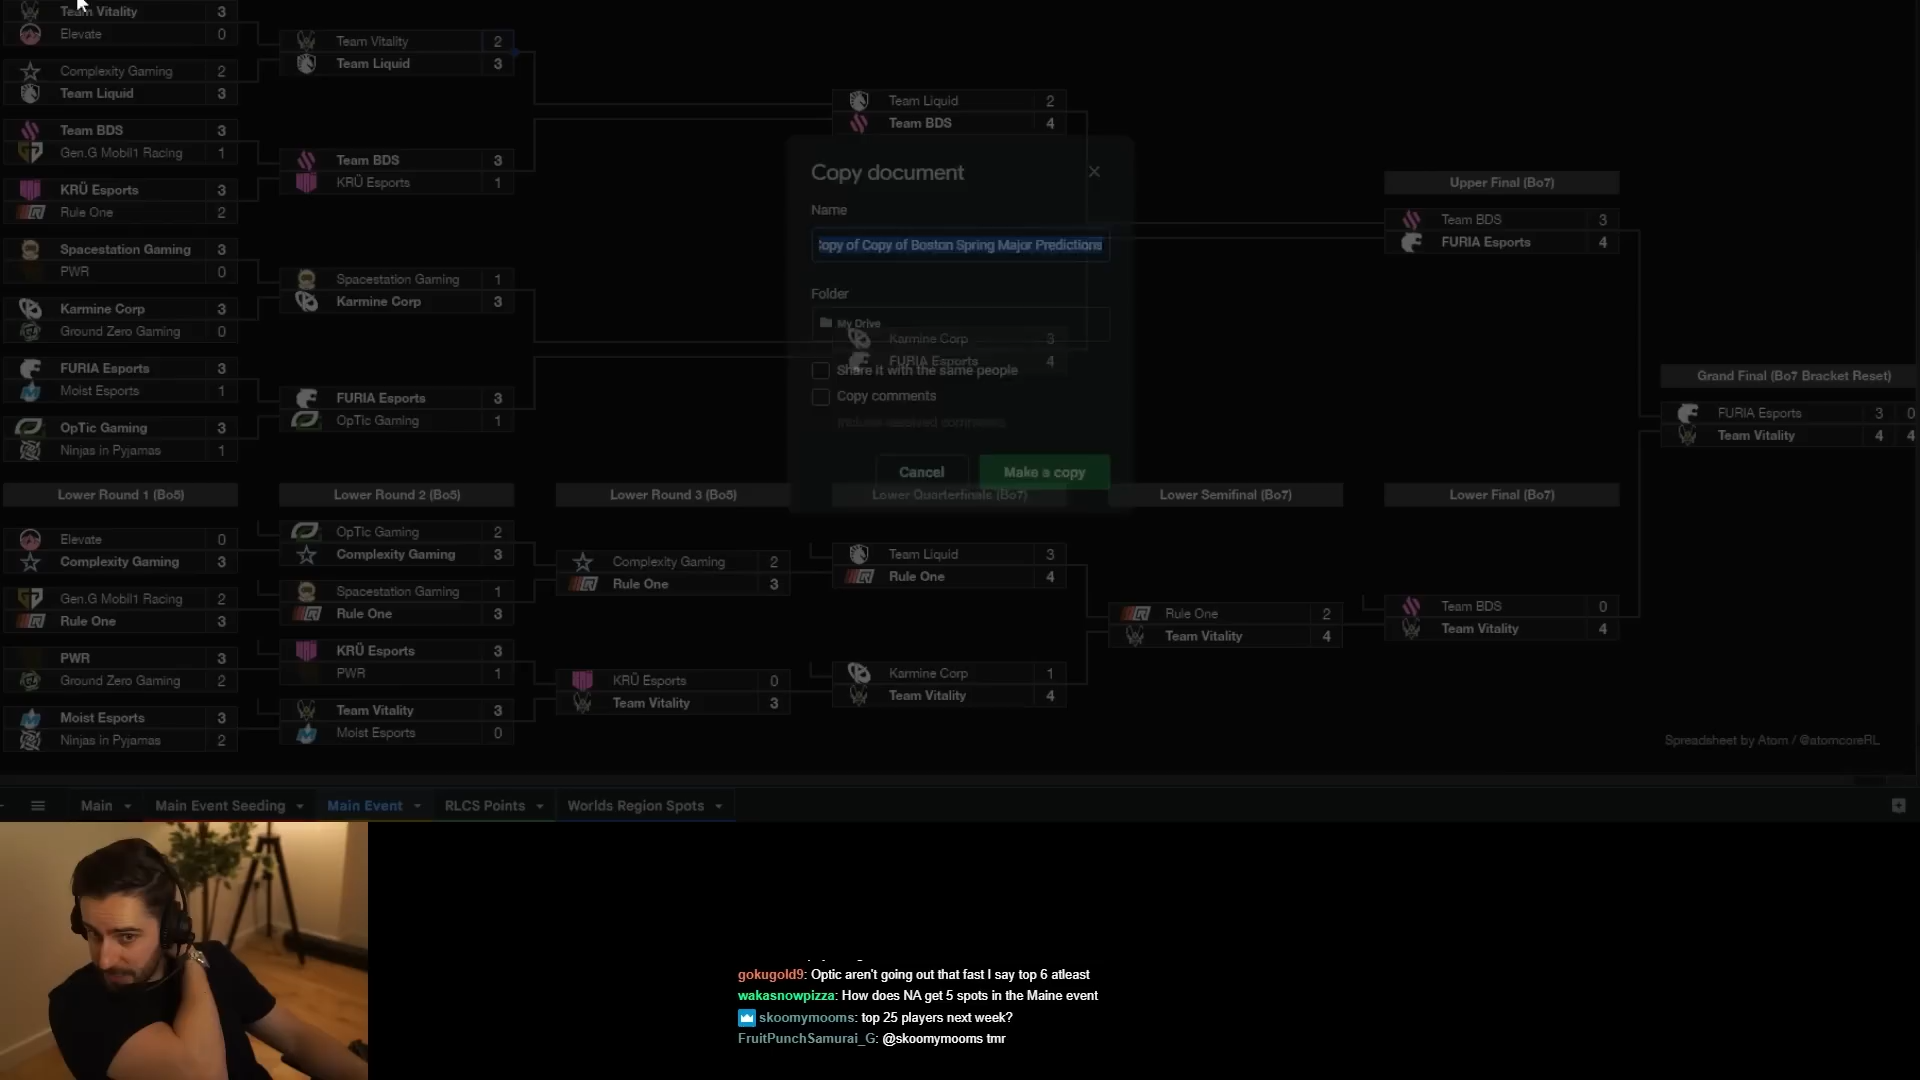 Team Vitality 3
Elevate 0
Complexity Gaming 2
Team Liquid 3
Team BDS 3
Gen.G Mobil1 Racing 1
KRÜ Esports 3
Rule One 2
Spacestation Gaming 3
PWR 0
Karmine Corp 3
Ground Zero Gaming 0
FURIA Esports 3
Moist Esports 1
OpTic Gaming 3
Ninjas in Pyjamas 1
Team Vitality 2
Team Liquid 3
Team BDS 3
KRÜ Esports 1
Spacestation Gaming 1
Karmine Corp 3
FURIA Esports 3
OpTic Gaming 1
Team Liquid 2
Team BDS 4
Copy document
Name
Copy of Copy of Boston Spring Major Predictions
Folder
My Drive
Karmine Corp 3
FURIA Esports 4
Share it with the same people
Copy comments
Include resolved comments
Cancel
Make a copy
Upper Final (Bo7)
Team BDS 3
FURIA Esports 4
Grand Final (Bo7 Bracket Reset)
FURIA Esports 3 0
Team Vitality 4 4
Lower Round 1 (Bo5)
Elevate 0
Complexity Gaming 3
Gen.G Mobil1 Racing 2
Rule One 3
PWR 3
Ground Zero Gaming 2
Moist Esports 3
Ninjas in Pyjamas 2
Lower Round 2 (Bo5)
OpTic Gaming 2
Complexity Gaming 3
Spacestation Gaming 1
Rule One 3
KRÜ Esports 3
PWR 1
Team Vitality 3
Moist Esports 0
Lower Round 3 (Bo5)
Complexity Gaming 2
Rule One 3
KRÜ Esports 0
Team Vitality 3
Lower Quarterfinals (Bo7)
Team Liquid 3
Rule One 4
Karmine Corp 1
Team Vitality 4
Lower Semifinal (Bo7)
Rule One 2
Team Vitality 4
Lower Final (Bo7)
Team BDS 0
Team Vitality 4
Spreadsheet by Atom / @atomcoreRL
Main
Main Event Seeding
Main Event
RLCS Points
Worlds Region Spots
gokugold9: Optic aren't going out that fast I say top 6 atleast
wakasnowpizza: How does NA get 5 spots in the Maine event
skoomymooms: top 25 players next week?
FruitPunchSamurai_G: @skoomymooms tmr